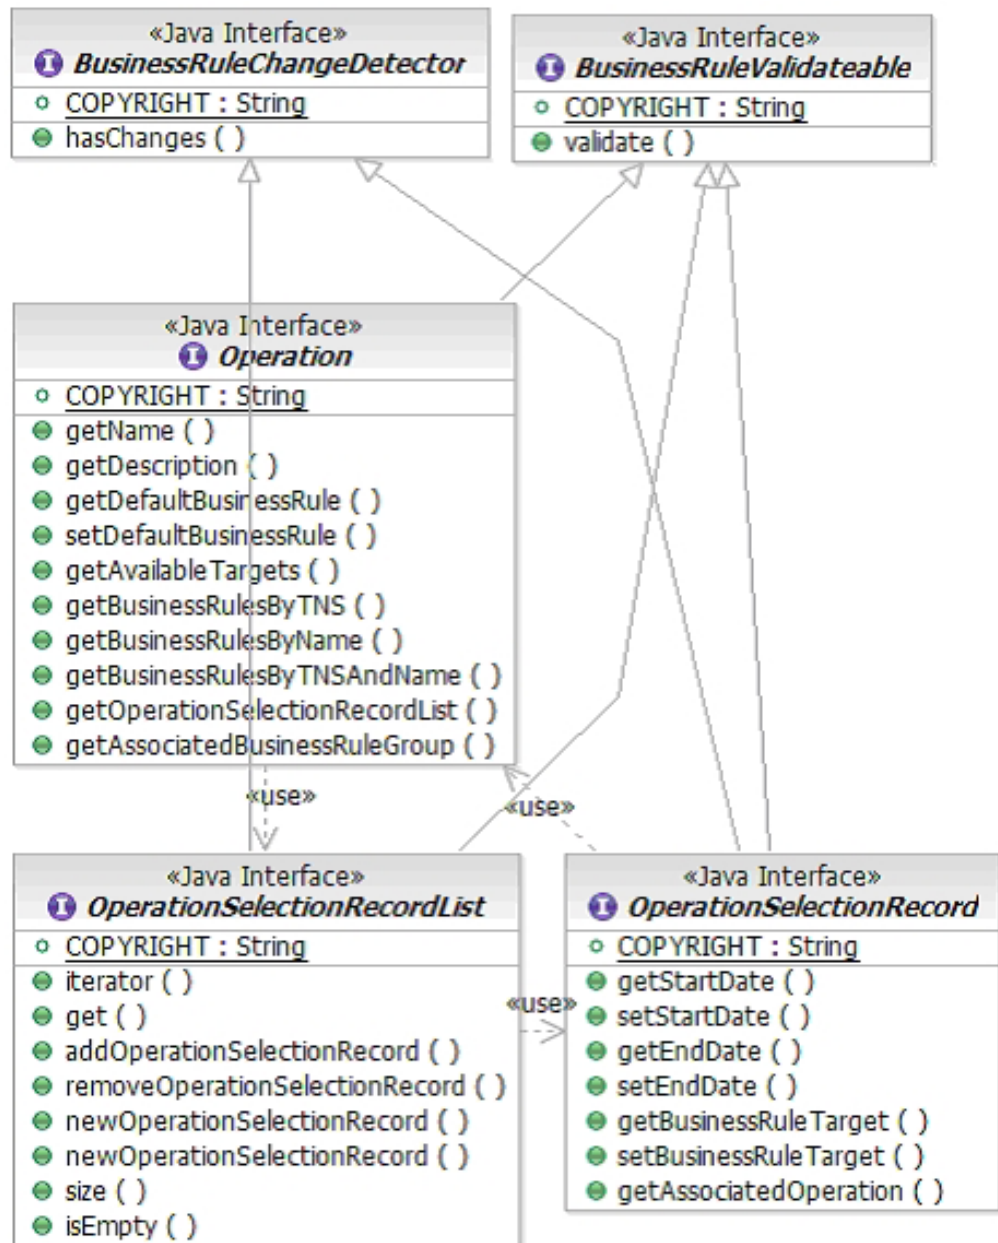 «Java Interface»
BusinessRuleChangeDetector
COPYRIGHT : String
hasChanges ( )
«Java Interface»
BusinessRuleValidateable
COPYRIGHT : String
validate ( )
«Java Interface»
Operation
COPYRIGHT : String
getName ( )
getDescription ( )
getDefaultBusinessRule ( )
setDefaultBusinessRule ( )
getAvailableTargets ( )
getBusinessRulesByTNS ( )
getBusinessRulesByName ( )
getBusinessRulesByTNSAndName ( )
getOperationSelectionRecordList ( )
getAssociatedBusinessRuleGroup ( )
«use»
«use»
«Java Interface»
OperationSelectionRecordList
COPYRIGHT : String
iterator ( )
get ( )
addOperationSelectionRecord ( )
removeOperationSelectionRecord ( )
newOperationSelectionRecord ( )
newOperationSelectionRecord ( )
size ( )
isEmpty ( )
«use»
«Java Interface»
OperationSelectionRecord
COPYRIGHT : String
getStartDate ( )
setStartDate ( )
getEndDate ( )
setEndDate ( )
getBusinessRuleTarget ( )
setBusinessRuleTarget ( )
getAssociatedOperation ( )